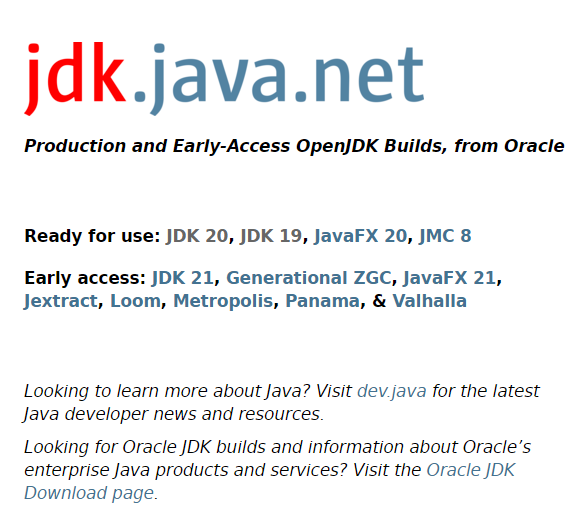 jdk.java.net
Production and Early-Access OpenJDK Builds, from Oracle
Ready for use: JDK 20, JDK 19, JavaFX 20, JMC 8
Early access: JDK 21, Generational ZGC, JavaFX 21,
Jextract, Loom, Metropolis, Panama, & Valhalla
Looking to learn more about Java? Visit dev.java for the latest
Java developer news and resources.
Looking for Oracle JDK builds and information about Oracle’s
enterprise Java products and services? Visit the Oracle JDK
Download page.